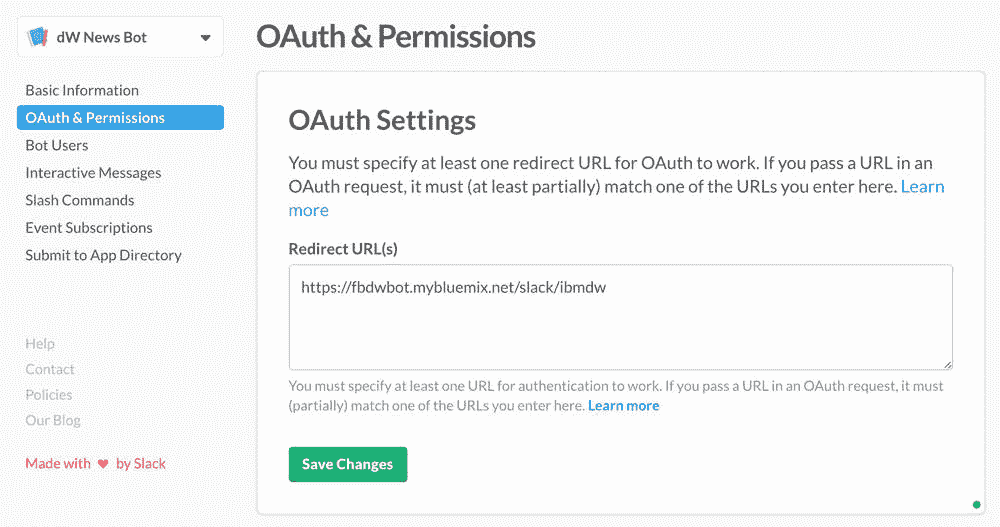 dW News Bot
Basic Information
OAuth & Permissions
Bot Users
Interactive Messages
Slash Commands
Event Subscriptions
Submit to App Directory
Help
Contact
Policies
Our Blog
Made with ♥ by Slack
OAuth & Permissions
OAuth Settings
You must specify at least one redirect URL for OAuth to work. If you pass a URL in an
OAuth request, it must (at least partially) match one of the URLs you enter here. Learn
more
Redirect URL(s)
https://fbdwbot.mybluemix.net/slack/ibmdw
You must specify at least one URL for authentication to work. If you pass a URL in an OAuth request, it must
(partially) match one of the URLs you enter here. Learn more
Save Changes